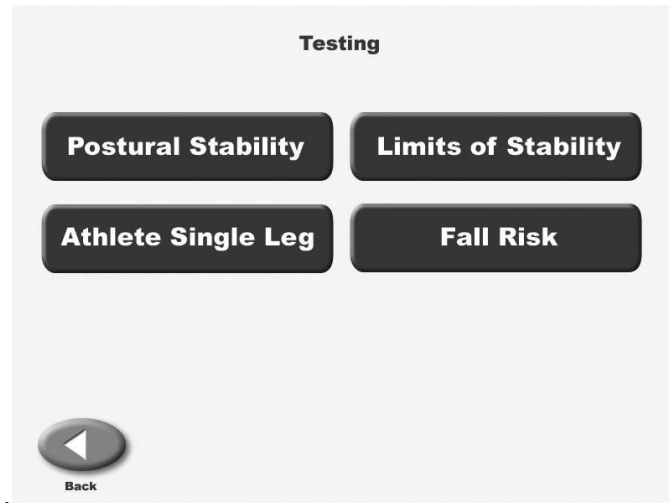 Testing
Postural Stability
Limits of Stability
Athlete Single Leg
Fall Risk
Back